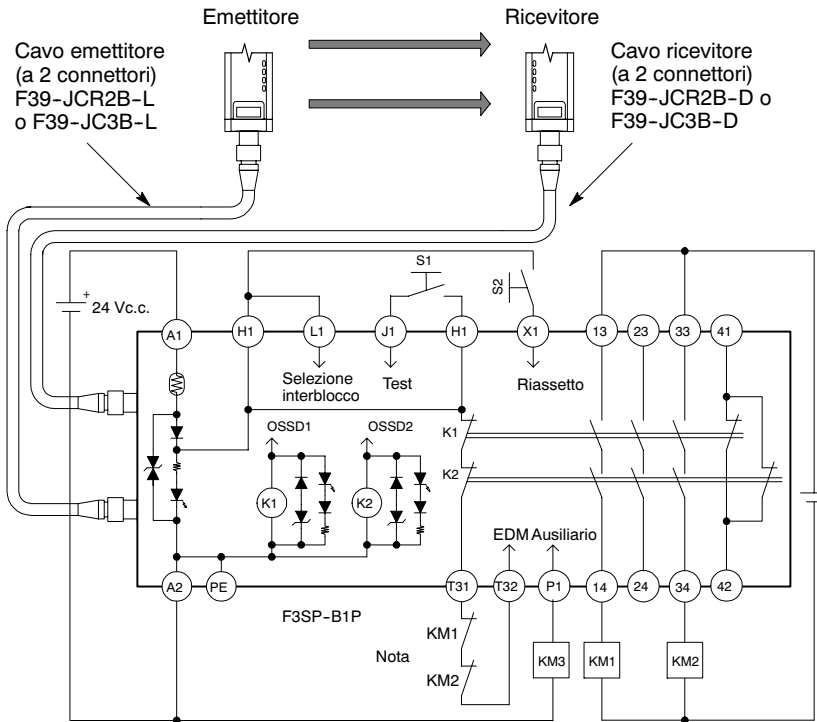 Emettitore
Ricevitore
Cavo emettitore
(a 2 connettori)
F39-JCR2B-L
o F39-JC3B-L
Cavo ricevitore
(a 2 connettori)
F39-JCR2B-D o
F39-JC3B-D
S1
S2
+
24 Vc.c.
A1
H1
L1
J1
H1
X1
13
23
33
41
Selezione
interblocco
Test
Riassetto
OSSD1
OSSD2
K1
K2
K1
K2
EDM
Ausiliario
A2
PE
T31
T32
P1
14
24
34
42
F3SP-B1P
Nota
KM1
KM2
KM3
KM1
KM2